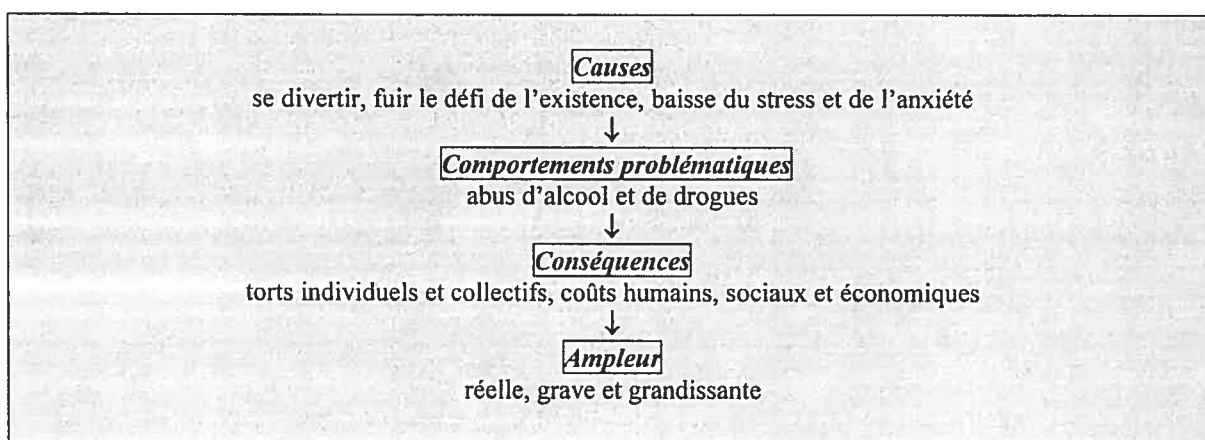 Causes
se divertir, fuir le défi de l'existence, baisse du stress et de l'anxiété
↓
Comportements problématiques
abus d'alcool et de drogues
↓
Conséquences
torts individuels et collectifs, coûts humains, sociaux et économiques
↓
Ampleur
réelle, grave et grandissante